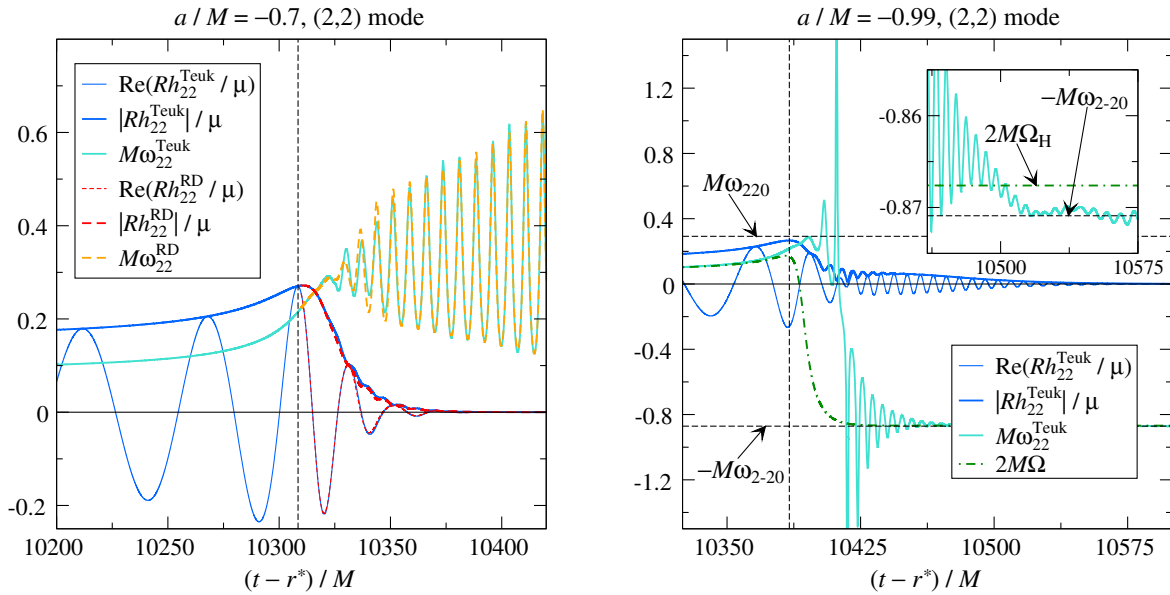 a / M = −0.7, (2,2) mode
Re(Rh₂₂ᵀᵉᵘᵏ / μ)
|Rh₂₂ᵀᵉᵘᵏ| / μ
Mω₂₂ᵀᵉᵘᵏ
Re(Rh₂₂ᴿᴰ / μ)
|Rh₂₂ᴿᴰ| / μ
Mω₂₂ᴿᴰ
0.6
0.4
0.2
0
-0.2
10200 10250 10300 10350 10400
(t − r*) / M
a / M = −0.99, (2,2) mode
1.2
0.8
0.4
0
-0.4
-0.8
-1.2
Mω₂₂₀
−Mω₂₋₂₀
-0.86
-0.87
2MΩ_H
−Mω₂₋₂₀
10500 10575
Re(Rh₂₂ᵀᵉᵘᵏ / μ)
|Rh₂₂ᵀᵉᵘᵏ| / μ
Mω₂₂ᵀᵉᵘᵏ
2MΩ
10350 10425 10500 10575
(t − r*) / M